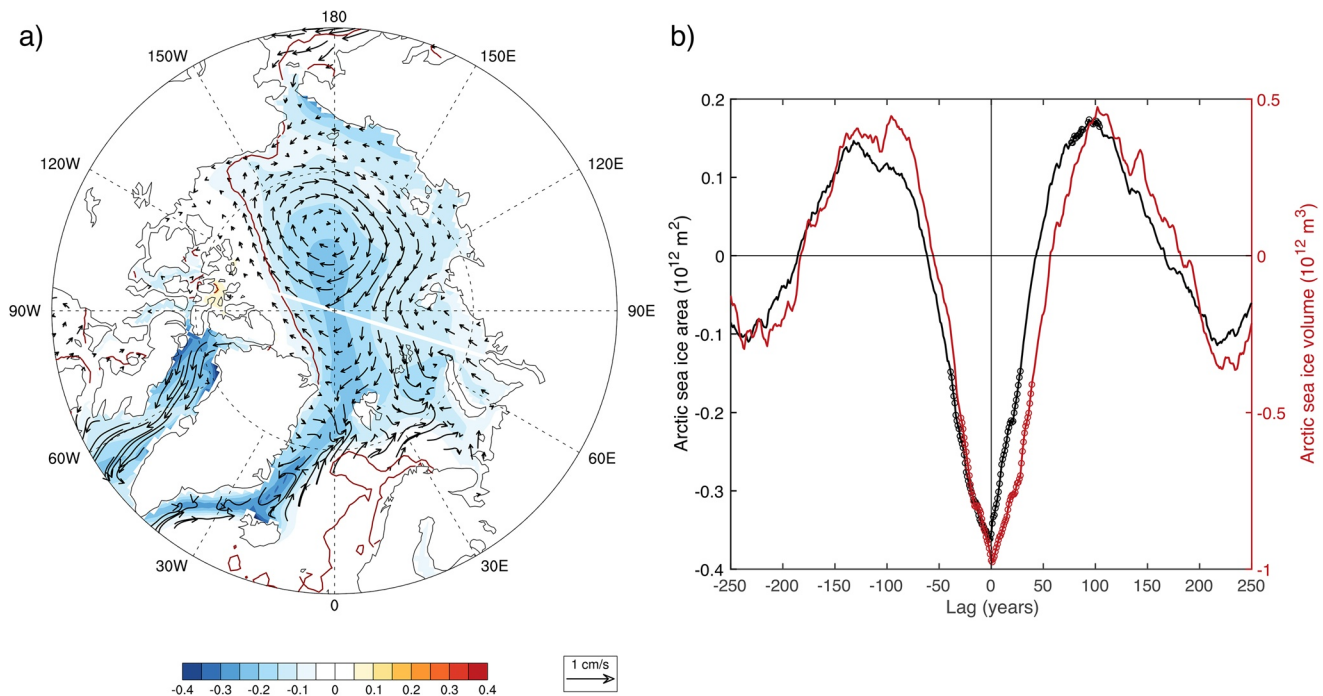 a)
180
150W
150E
120W
120E
90W
90E
60W
60E
30W
30E
0
-0.4 -0.3 -0.2 -0.1 0 0.1 0.2 0.3 0.4
1 cm/s
b)
0.2
0.1
0
-0.1
-0.2
-0.3
-0.4
Arctic sea ice area (10¹² m²)
0.5
0
-0.5
-1
Arctic sea ice volume (10¹² m³)
-250 -200 -150 -100 -50 0 50 100 150 200 250
Lag (years)